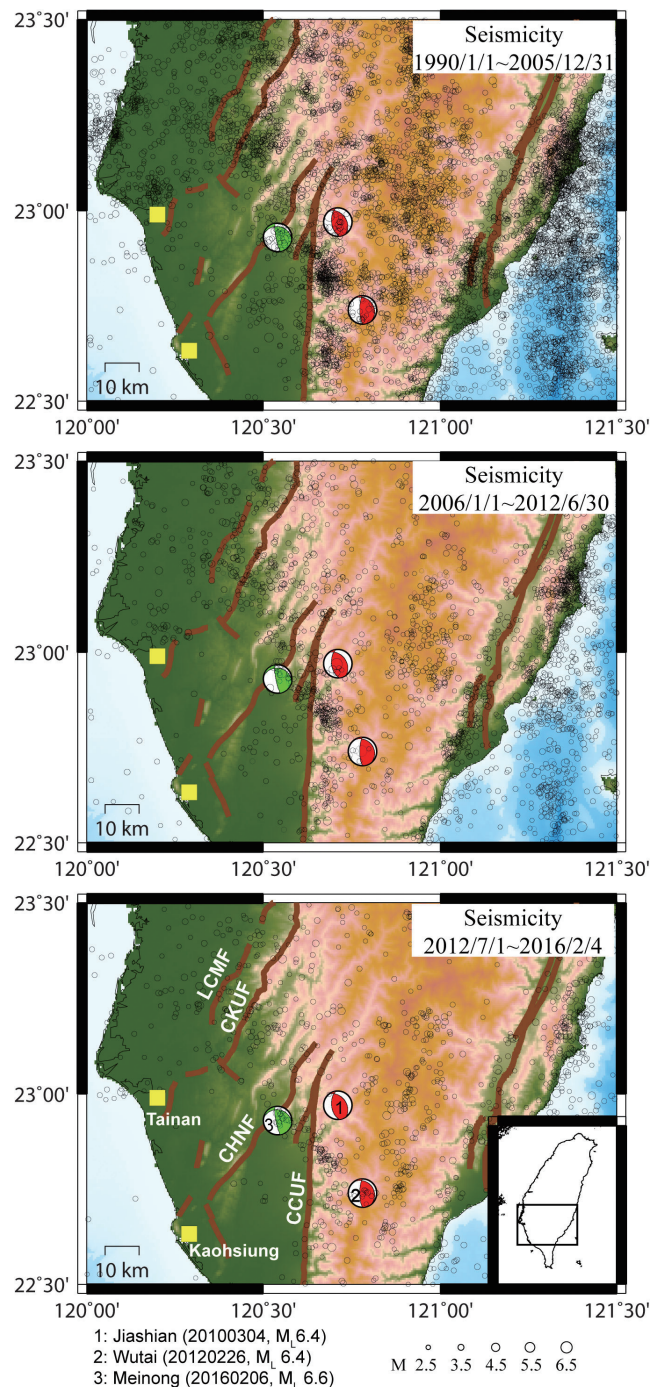 Seismicity
1990/1/1~2005/12/31
23°00'
22°30'
10 km
120°00'
120°30'
121°00'
121°30'
23°30'
Seismicity
2006/1/1~2012/6/30
23°00'
22°30'
10 km
120°00'
120°30'
121°00'
121°30'
23°30'
Seismicity
2012/7/1~2016/2/4
LCMF
CKUF
23°00'
Tainan
1
3
CHNF
CCUF
2
Kaohsiung
22°30'
10 km
120°00'
120°30'
121°00'
121°30'
1: Jiashian (20100304, ML 6.4)
2: Wutai (20120226, ML 6.4)
3: Meinong (20160206, ML 6.6)
M 2.5 3.5 4.5 5.5 6.5